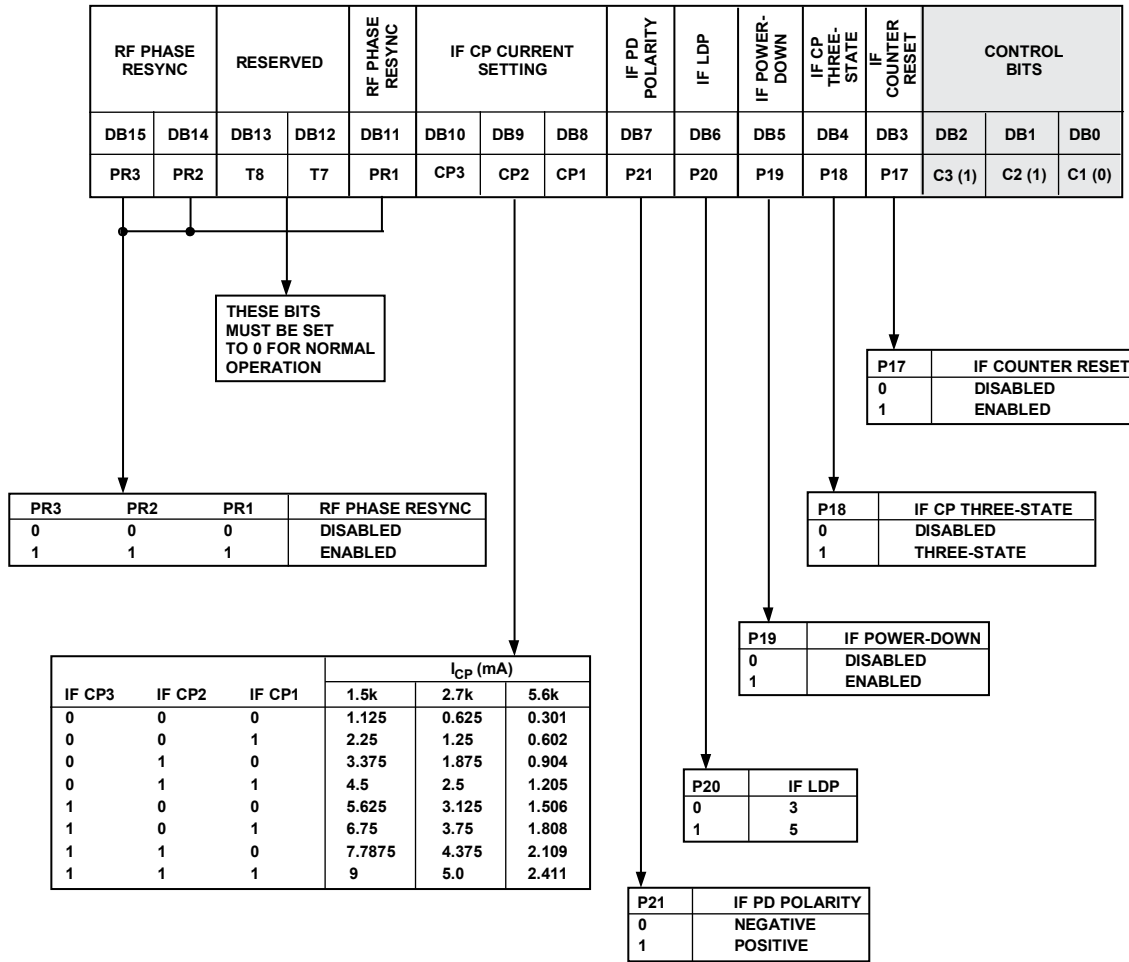 RF PHASE RESYNC
RESERVED
RF PHASE RESYNC
IF CP CURRENT SETTING
IF PD POLARITY
IF LDP
IF POWER-DOWN
IF CP THREE-STATE
IF COUNTER RESET
CONTROL BITS
DB15 DB14 DB13 DB12 DB11 DB10 DB9 DB8 DB7 DB6 DB5 DB4 DB3 DB2 DB1 DB0
PR3 PR2 T8 T7 PR1 CP3 CP2 CP1 P21 P20 P19 P18 P17 C3 (1) C2 (1) C1 (0)
THESE BITS
MUST BE SET
TO 0 FOR NORMAL
OPERATION
P17 IF COUNTER RESET
0 DISABLED
1 ENABLED
PR3 PR2 PR1 RF PHASE RESYNC
0 0 0 DISABLED
1 1 1 ENABLED
P18 IF CP THREE-STATE
0 DISABLED
1 THREE-STATE
P19 IF POWER-DOWN
0 DISABLED
1 ENABLED
ICP (mA)
IF CP3 IF CP2 IF CP1 1.5k 2.7k 5.6k
0 0 0 1.125 0.625 0.301
0 0 1 2.25 1.25 0.602
0 1 0 3.375 1.875 0.904
0 1 1 4.5 2.5 1.205
1 0 0 5.625 3.125 1.506
1 0 1 6.75 3.75 1.808
1 1 0 7.7875 4.375 2.109
1 1 1 9 5.0 2.411
P20 IF LDP
0 3
1 5
P21 IF PD POLARITY
0 NEGATIVE
1 POSITIVE